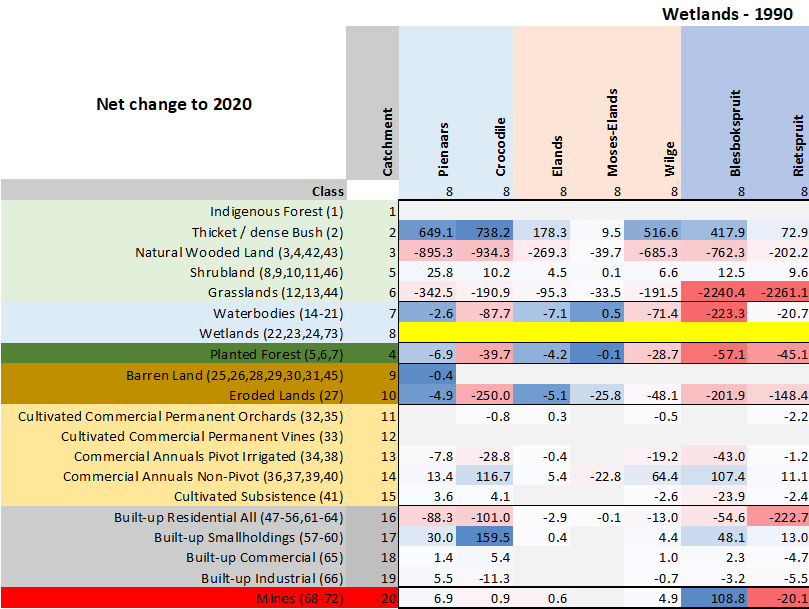 Wetlands - 1990
Net change to 2020
Catchment Pienaars Crocodile Elands Moses-Elands Wilge Blesbokspruit Rietspruit
Class 8 8 8 8 8 8 8
Indigenous Forest (1) 1
Thicket / dense Bush (2) 2 649.1 738.2 178.3 9.5 516.6 417.9 72.9
Natural Wooded Land (3,4,42,43) 3 -895.3 -934.3 -269.3 -39.7 -685.3 -762.3 -202.2
Shrubland (8,9,10,11,46) 5 25.8 10.2 4.5 0.1 6.6 12.5 9.6
Grasslands (12,13,44) 6 -342.5 -190.9 -95.3 -33.5 -191.5 -2240.4 -2261.1
Waterbodies (14-21) 7 -2.6 -87.7 -7.1 0.5 -71.4 -223.3 -20.7
Wetlands (22,23,24,73) 8
Planted Forest (5,6,7) 4 -6.9 -39.7 -4.2 -0.1 -28.7 -57.1 -45.1
Barren Land (25,26,28,29,30,31,45) 9 -0.4
Eroded Lands (27) 10 -4.9 -250.0 -5.1 -25.8 -48.1 -201.9 -148.4
Cultivated Commercial Permanent Orchards (32,35) 11 -0.8 0.3 -0.5 -2.2
Cultivated Commercial Permanent Vines (33) 12
Commercial Annuals Pivot Irrigated (34,38) 13 -7.8 -28.8 -0.4 -19.2 -43.0 -1.2
Commercial Annuals Non-Pivot (36,37,39,40) 14 13.4 116.7 5.4 -22.8 64.4 107.4 11.1
Cultivated Subsistence (41) 15 3.6 4.1 -2.6 -23.9 -2.4
Built-up Residential All (47-56,61-64) 16 -88.3 -101.0 -2.9 -0.1 -13.0 -54.6 -222.7
Built-up Smallholdings (57-60) 17 30.0 159.5 0.4 4.4 48.1 13.0
Built-up Commercial (65) 18 1.4 5.4 1.0 2.3 -4.7
Built-up Industrial (66) 19 5.5 -11.3 -0.7 -3.2 -5.5
Mines (68-72) 20 6.9 0.9 0.6 4.9 108.8 -20.1